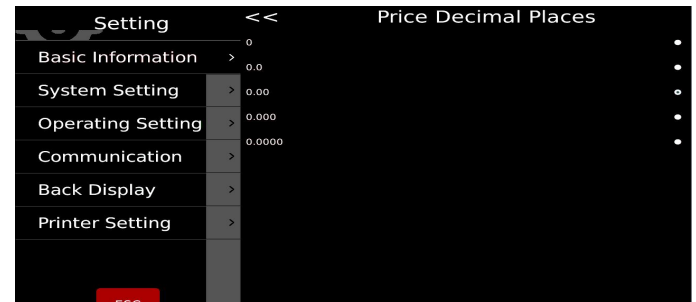 Setting
Basic Information >
System Setting >
Operating Setting >
Communication >
Back Display >
Printer Setting >
<< Price Decimal Places
0
0.0
0.00
0.000
0.0000